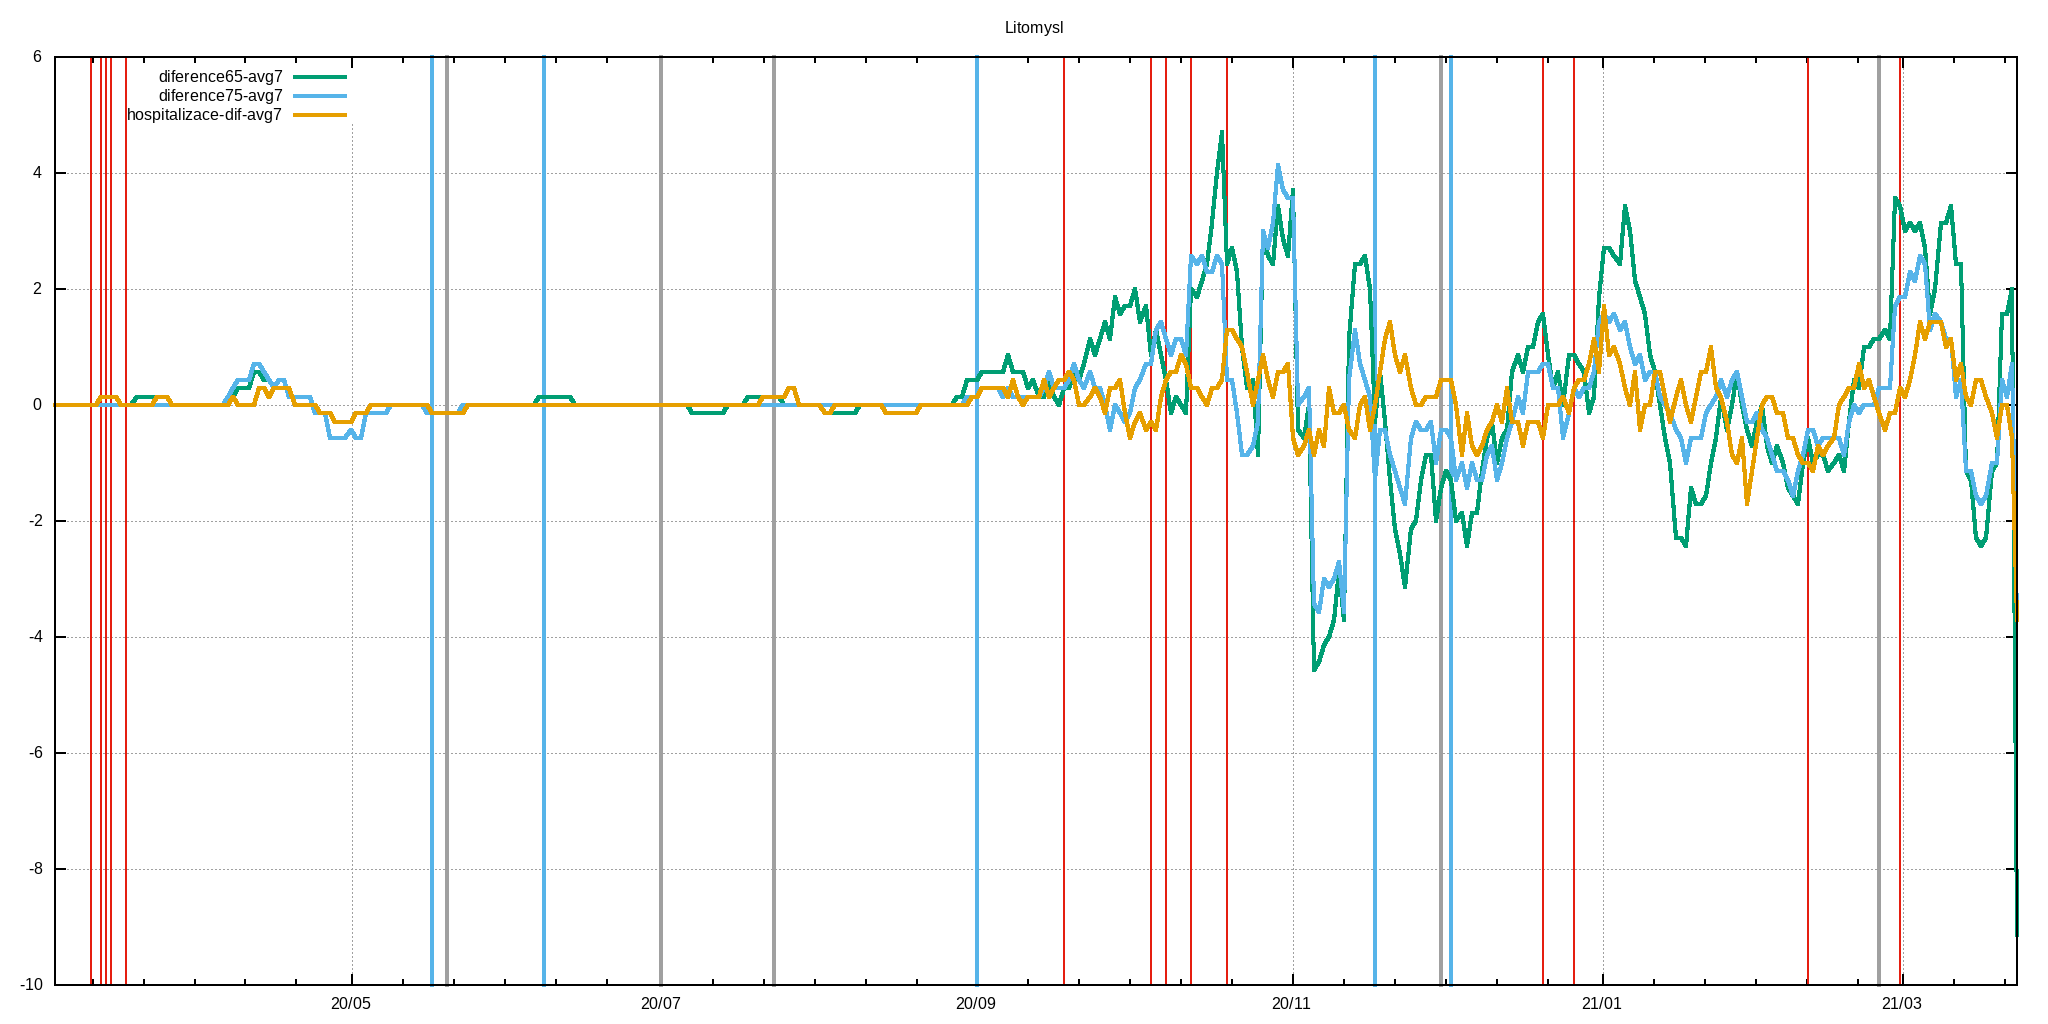 Litomysl
6
diference65-avg7
diference75-avg7
hospitalizace-dif-avg7
4
2
0
-2
-4
-6
-8
-10
20/05 20/07 20/09 20/11 21/01 21/03